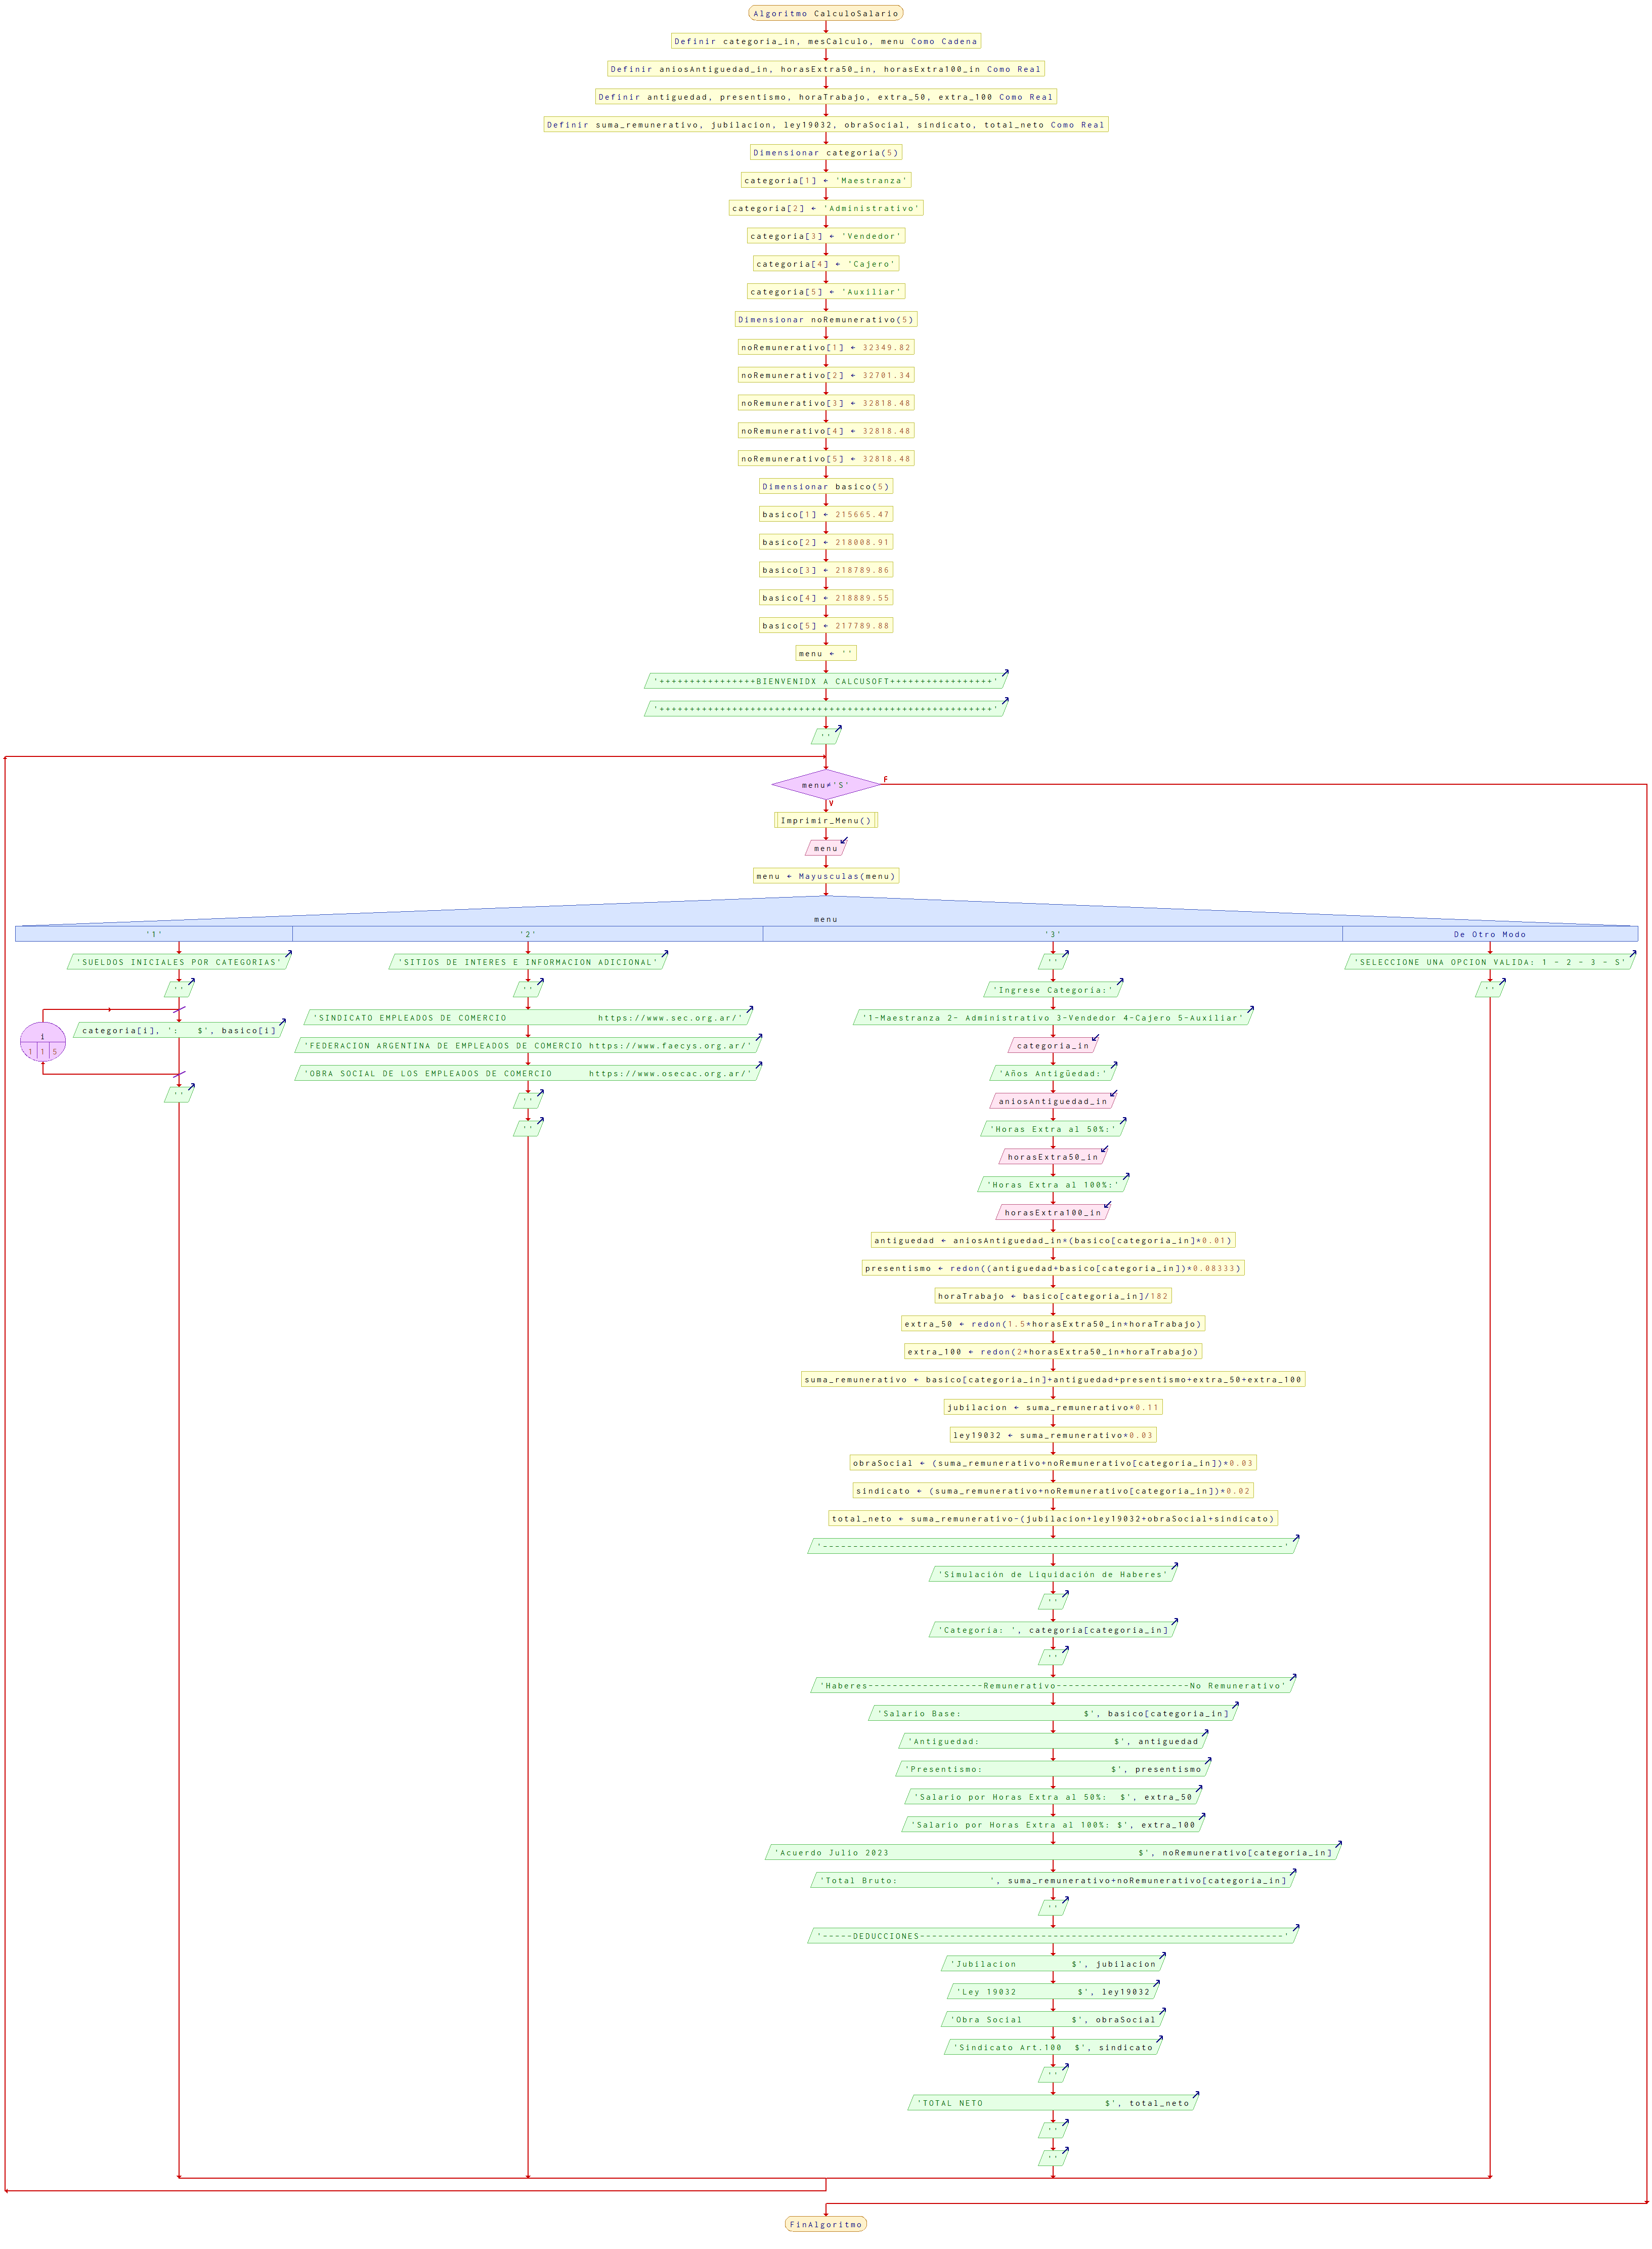 Algoritmo CalculoSalario
Definir categoria_in, mesCalculo, menu Como Cadena
Definir aniosAntiguedad_in, horasExtra50_in, horasExtra100_in Como Real
Definir antiguedad, presentismo, horaTrabajo, extra_50, extra_100 Como Real
Definir suma_remunerativo, jubilacion, ley19032, obraSocial, sindicato, total_neto Como Real
Dimensionar categoria(5)
categoria[1] ← 'Maestranza'
categoria[2] ← 'Administrativo'
categoria[3] ← 'Vendedor'
categoria[4] ← 'Cajero'
categoria[5] ← 'Auxiliar'
Dimensionar noRemunerativo(5)
noRemunerativo[1] ← 32349.82
noRemunerativo[2] ← 32701.34
noRemunerativo[3] ← 32818.48
noRemunerativo[4] ← 32818.48
noRemunerativo[5] ← 32818.48
Dimensionar basico(5)
basico[1] ← 215665.47
basico[2] ← 218008.91
basico[3] ← 218789.86
basico[4] ← 218889.55
basico[5] ← 217789.88
menu ← ''
'++++++++++++++++BIENVENIDX A CALCUSOFT+++++++++++++++++'
'+++++++++++++++++++++++++++++++++++++++++++++++++++++++'
''
menu≠'S'
F
V
Imprimir_Menu()
menu
menu ← Mayusculas(menu)
menu
'1'
'SUELDOS INICIALES POR CATEGORIAS'
''
i
1 1 5
categoria[i], ':   $', basico[i]
''
'2'
'SITIOS DE INTERES E INFORMACION ADICIONAL'
''
'SINDICATO EMPLEADOS DE COMERCIO               https://www.sec.org.ar/'
'FEDERACION ARGENTINA DE EMPLEADOS DE COMERCIO https://www.faecys.org.ar/'
'OBRA SOCIAL DE LOS EMPLEADOS DE COMERCIO      https://www.osecac.org.ar/'
''
''
'3'
''
'Ingrese Categoria:'
'1-Maestranza 2- Administrativo 3-Vendedor 4-Cajero 5-Auxiliar'
categoria_in
'Años Antigüedad:'
aniosAntiguedad_in
'Horas Extra al 50%:'
horasExtra50_in
'Horas Extra al 100%:'
horasExtra100_in
antiguedad ← aniosAntiguedad_in*(basico[categoria_in]*0.01)
presentismo ← redon((antiguedad+basico[categoria_in])*0.08333)
horaTrabajo ← basico[categoria_in]/182
extra_50 ← redon(1.5*horasExtra50_in*horaTrabajo)
extra_100 ← redon(2*horasExtra50_in*horaTrabajo)
suma_remunerativo ← basico[categoria_in]+antiguedad+presentismo+extra_50+extra_100
jubilacion ← suma_remunerativo*0.11
ley19032 ← suma_remunerativo*0.03
obraSocial ← (suma_remunerativo+noRemunerativo[categoria_in])*0.03
sindicato ← (suma_remunerativo+noRemunerativo[categoria_in])*0.02
total_neto ← suma_remunerativo-(jubilacion+ley19032+obraSocial+sindicato)
'----------------------------------------------------------------------------'
'Simulación de Liquidación de Haberes'
''
'Categoria: ', categoria[categoria_in]
''
'Haberes-------------------Remunerativo----------------------No Remunerativo'
'Salario Base:                    $', basico[categoria_in]
'Antiguedad:                      $', antiguedad
'Presentismo:                     $', presentismo
'Salario por Horas Extra al 50%:  $', extra_50
'Salario por Horas Extra al 100%: $', extra_100
'Acuerdo Julio 2023                                         $', noRemunerativo[categoria_in]
'Total Bruto:               ', suma_remunerativo+noRemunerativo[categoria_in]
''
'-----DEDUCCIONES------------------------------------------------------------'
'Jubilacion         $', jubilacion
'Ley 19032          $', ley19032
'Obra Social        $', obraSocial
'Sindicato Art.100  $', sindicato
''
'TOTAL NETO                    $', total_neto
''
''
De Otro Modo
'SELECCIONE UNA OPCION VALIDA: 1 - 2 - 3 - S'
''
FinAlgoritmo